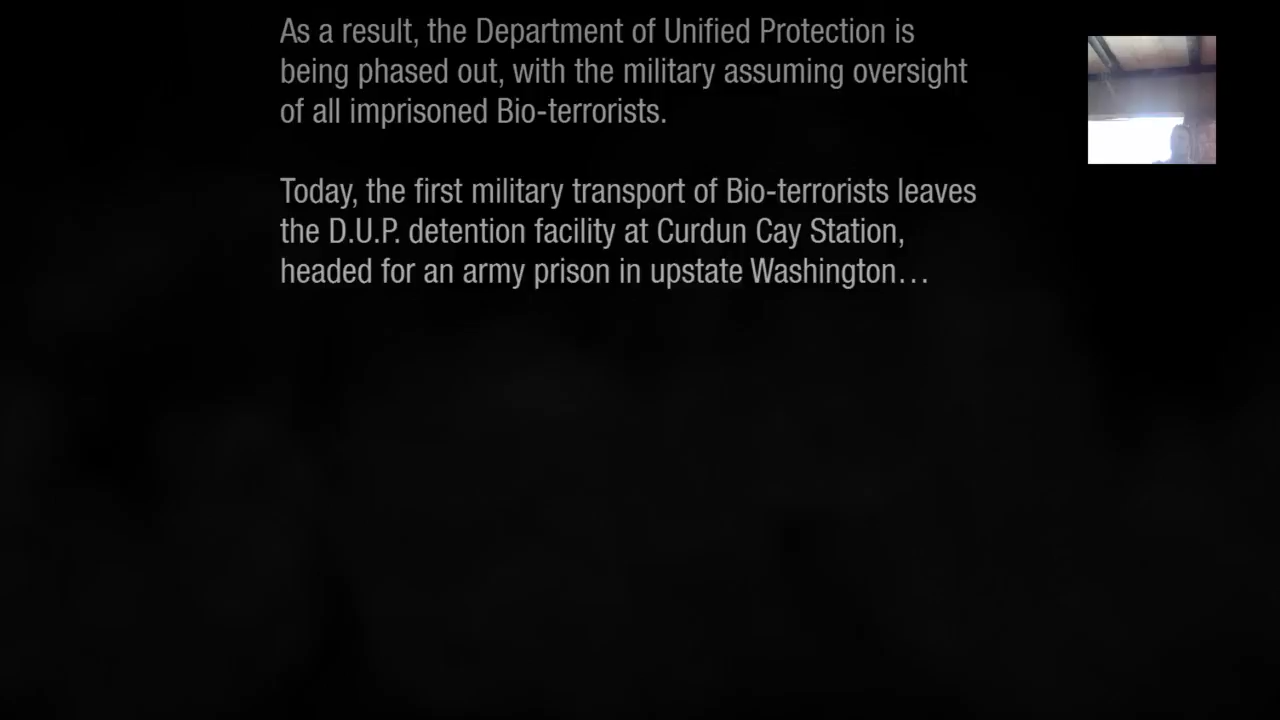 As a result, the Department of Unified Protection is
being phased out, with the military assuming oversight
of all imprisoned Bio-terrorists.
Today, the first military transport of Bio-terrorists leaves
the D.U.P. detention facility at Curdun Cay Station,
headed for an army prison in upstate Washington…